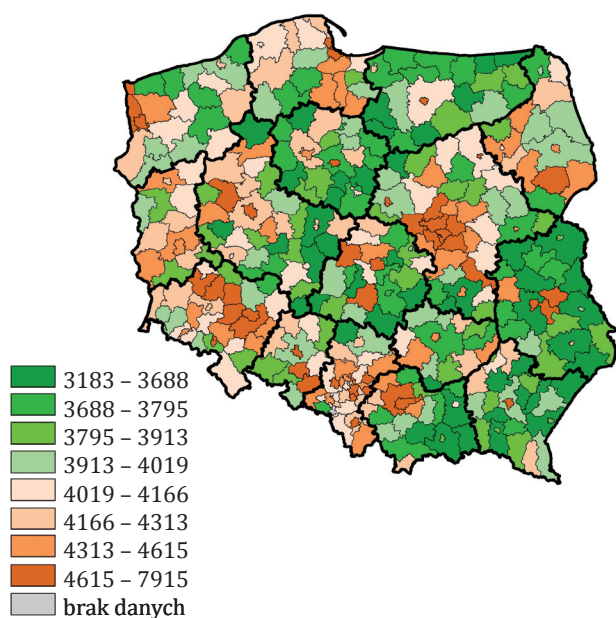 3183 – 3688
3688 – 3795
3795 – 3913
3913 – 4019
4019 – 4166
4166 – 4313
4313 – 4615
4615 – 7915
brak danych